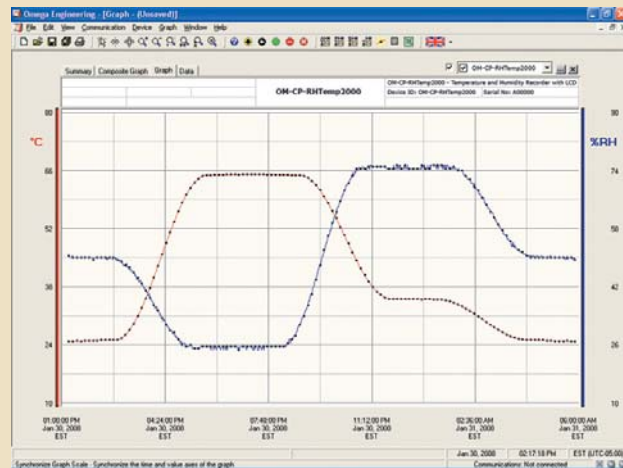 Omega Engineering - [Graph - (Unsaved)]
File Edit View Communication Device Graph Window Help
OM-CP-RHTemp2000
Summary Composite Graph Graph Data
OM-CP-RHTemp2000
OM-CP-RHTemp2000 - Temperature and Humidity Recorder with LCD
Device ID: OM-CP-RHTemp2000 Serial No: A00000
80 90
°C %RH
66 74
52 58
38 42
24 26
10 10
01:00:00 PM 04:24:00 PM 07:48:00 PM 11:12:00 PM 02:36:00 AM 06:00:00 AM
Jan 30, 2008 Jan 30, 2008 Jan 30, 2008 Jan 30, 2008 Jan 31, 2008 Jan 31, 2008
EST EST EST EST EST EST
Jan 30, 2008 02:17:18 PM EST (UTC-05:00)
Synchronize Graph Scale - Synchronize the time and value axes of the graph Communications: Not connected